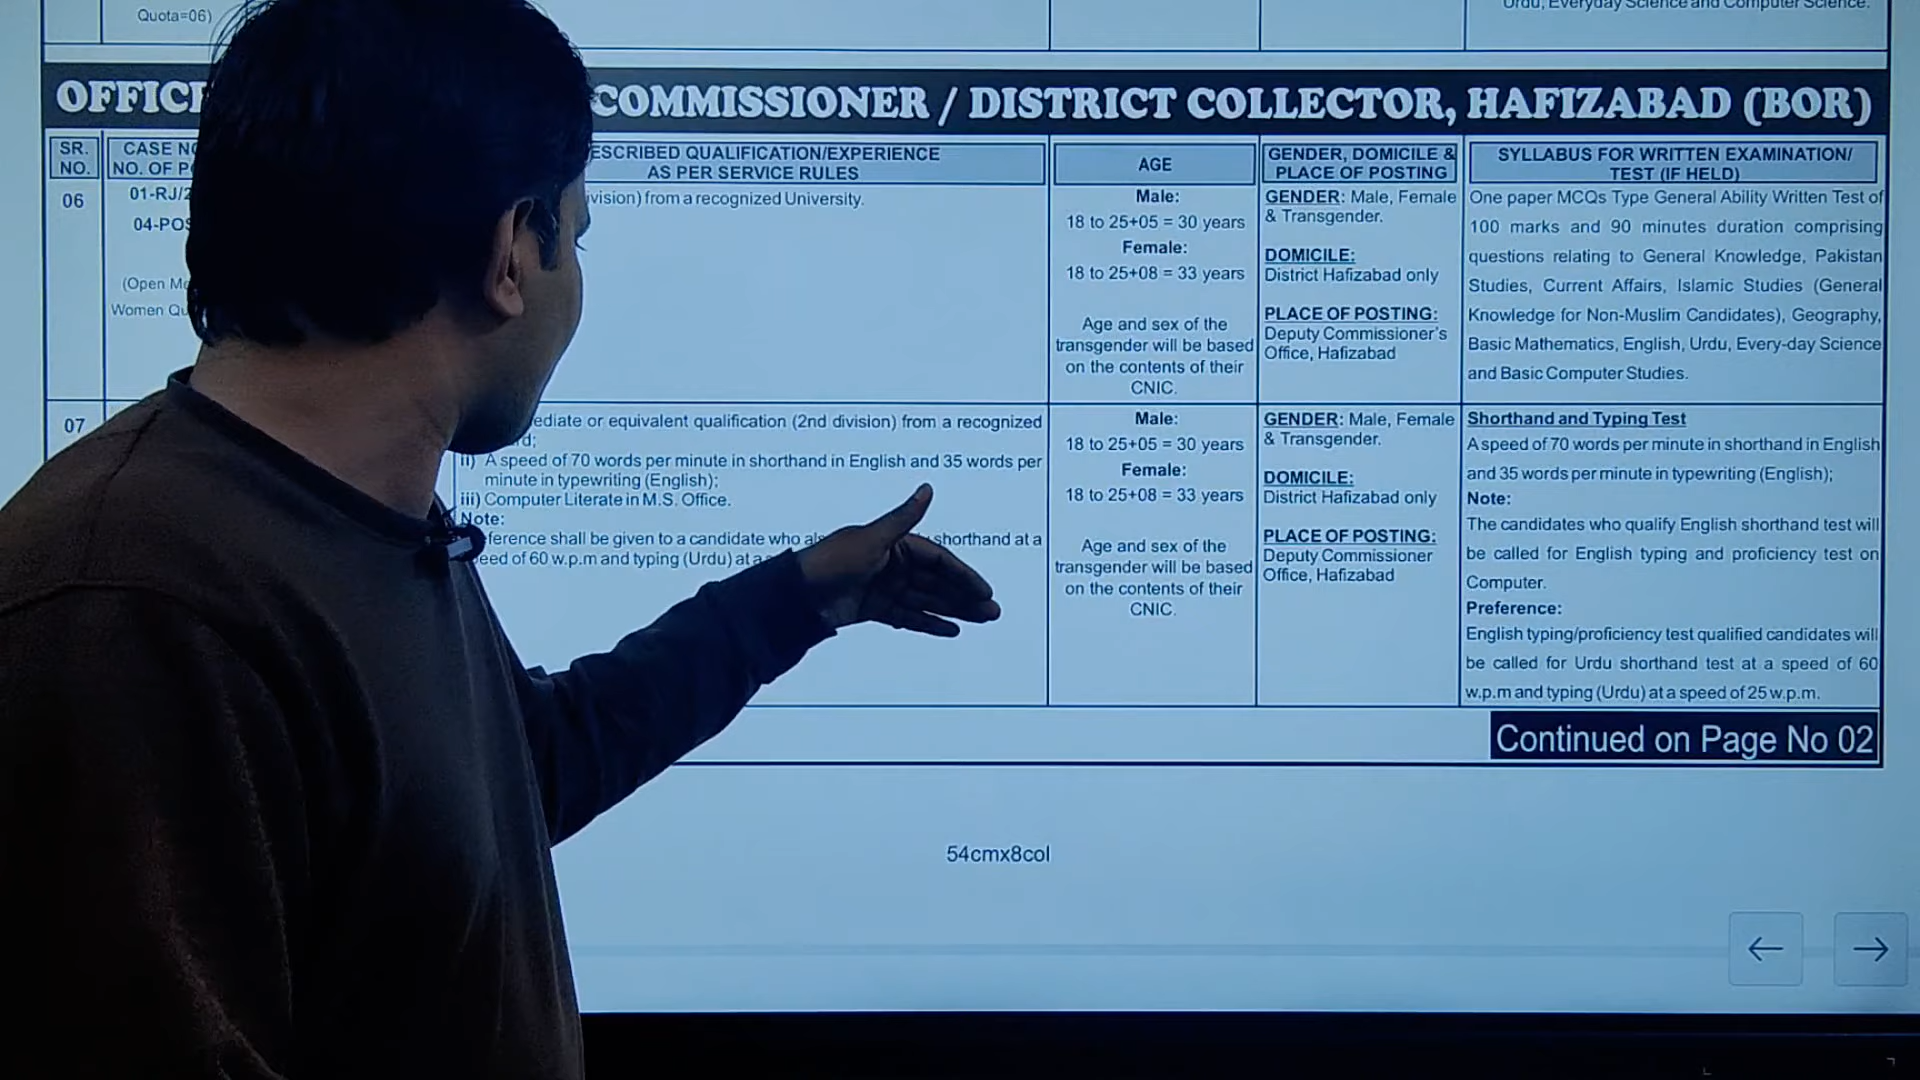 Quota=06)
Urdu, Everyday Science and Computer Science.
COMMISSIONER / DISTRICT COLLECTOR, HAFIZABAD (BOR)
SR. NO.
CASE
NO. OF
QUALIFICATION/EXPERIENCE
AS PER SERVICE RULES
AGE
GENDER, DOMICILE &
PLACE OF POSTING
SYLLABUS FOR WRITTEN EXAMINATION/
TEST (IF HELD)
06
(Open
Women
from a recognized University.
Male:
18 to 25+05 = 30 years
Female:
18 to 25+08 = 33 years
Age and sex of the
transgender will be based
on the contents of their
CNIC.
GENDER: Male, Female
& Transgender.
DOMICILE:
District Hafizabad only
PLACE OF POSTING:
Deputy Commissioner's
Office, Hafizabad
One paper MCQs Type General Ability Written Test of
100 marks and 90 minutes duration comprising
questions relating to General Knowledge, Pakistan
Studies, Current Affairs, Islamic Studies (General
Knowledge for Non-Muslim Candidates), Geography,
Basic Mathematics, English, Urdu, Every-day Science
and Basic Computer Studies.
07
or equivalent qualification (2nd division) from a recognized
ii) A speed of 70 words per minute in shorthand in English and 35 words per
minute in typewriting (English);
iii) Computer Literate in M.S. Office.
Note:
shall be given to a candidate who shorthand at a
of 60 w.p.m and typing (Urdu) at a
Male:
18 to 25+05 = 30 years
Female:
18 to 25+08 = 33 years
Age and sex of the
transgender will be based
on the contents of their
CNIC.
GENDER: Male, Female
& Transgender.
DOMICILE:
District Hafizabad only
PLACE OF POSTING:
Deputy Commissioner
Office, Hafizabad
Shorthand and Typing Test
A speed of 70 words per minute in shorthand in English
and 35 words per minute in typewriting (English);
Note:
The candidates who qualify English shorthand test will
be called for English typing and proficiency test on
Computer.
Preference:
English typing/proficiency test qualified candidates will
be called for Urdu shorthand test at a speed of 60
w.p.m and typing (Urdu) at a speed of 25 w.p.m.
Continued on Page No 02
54cmx8col